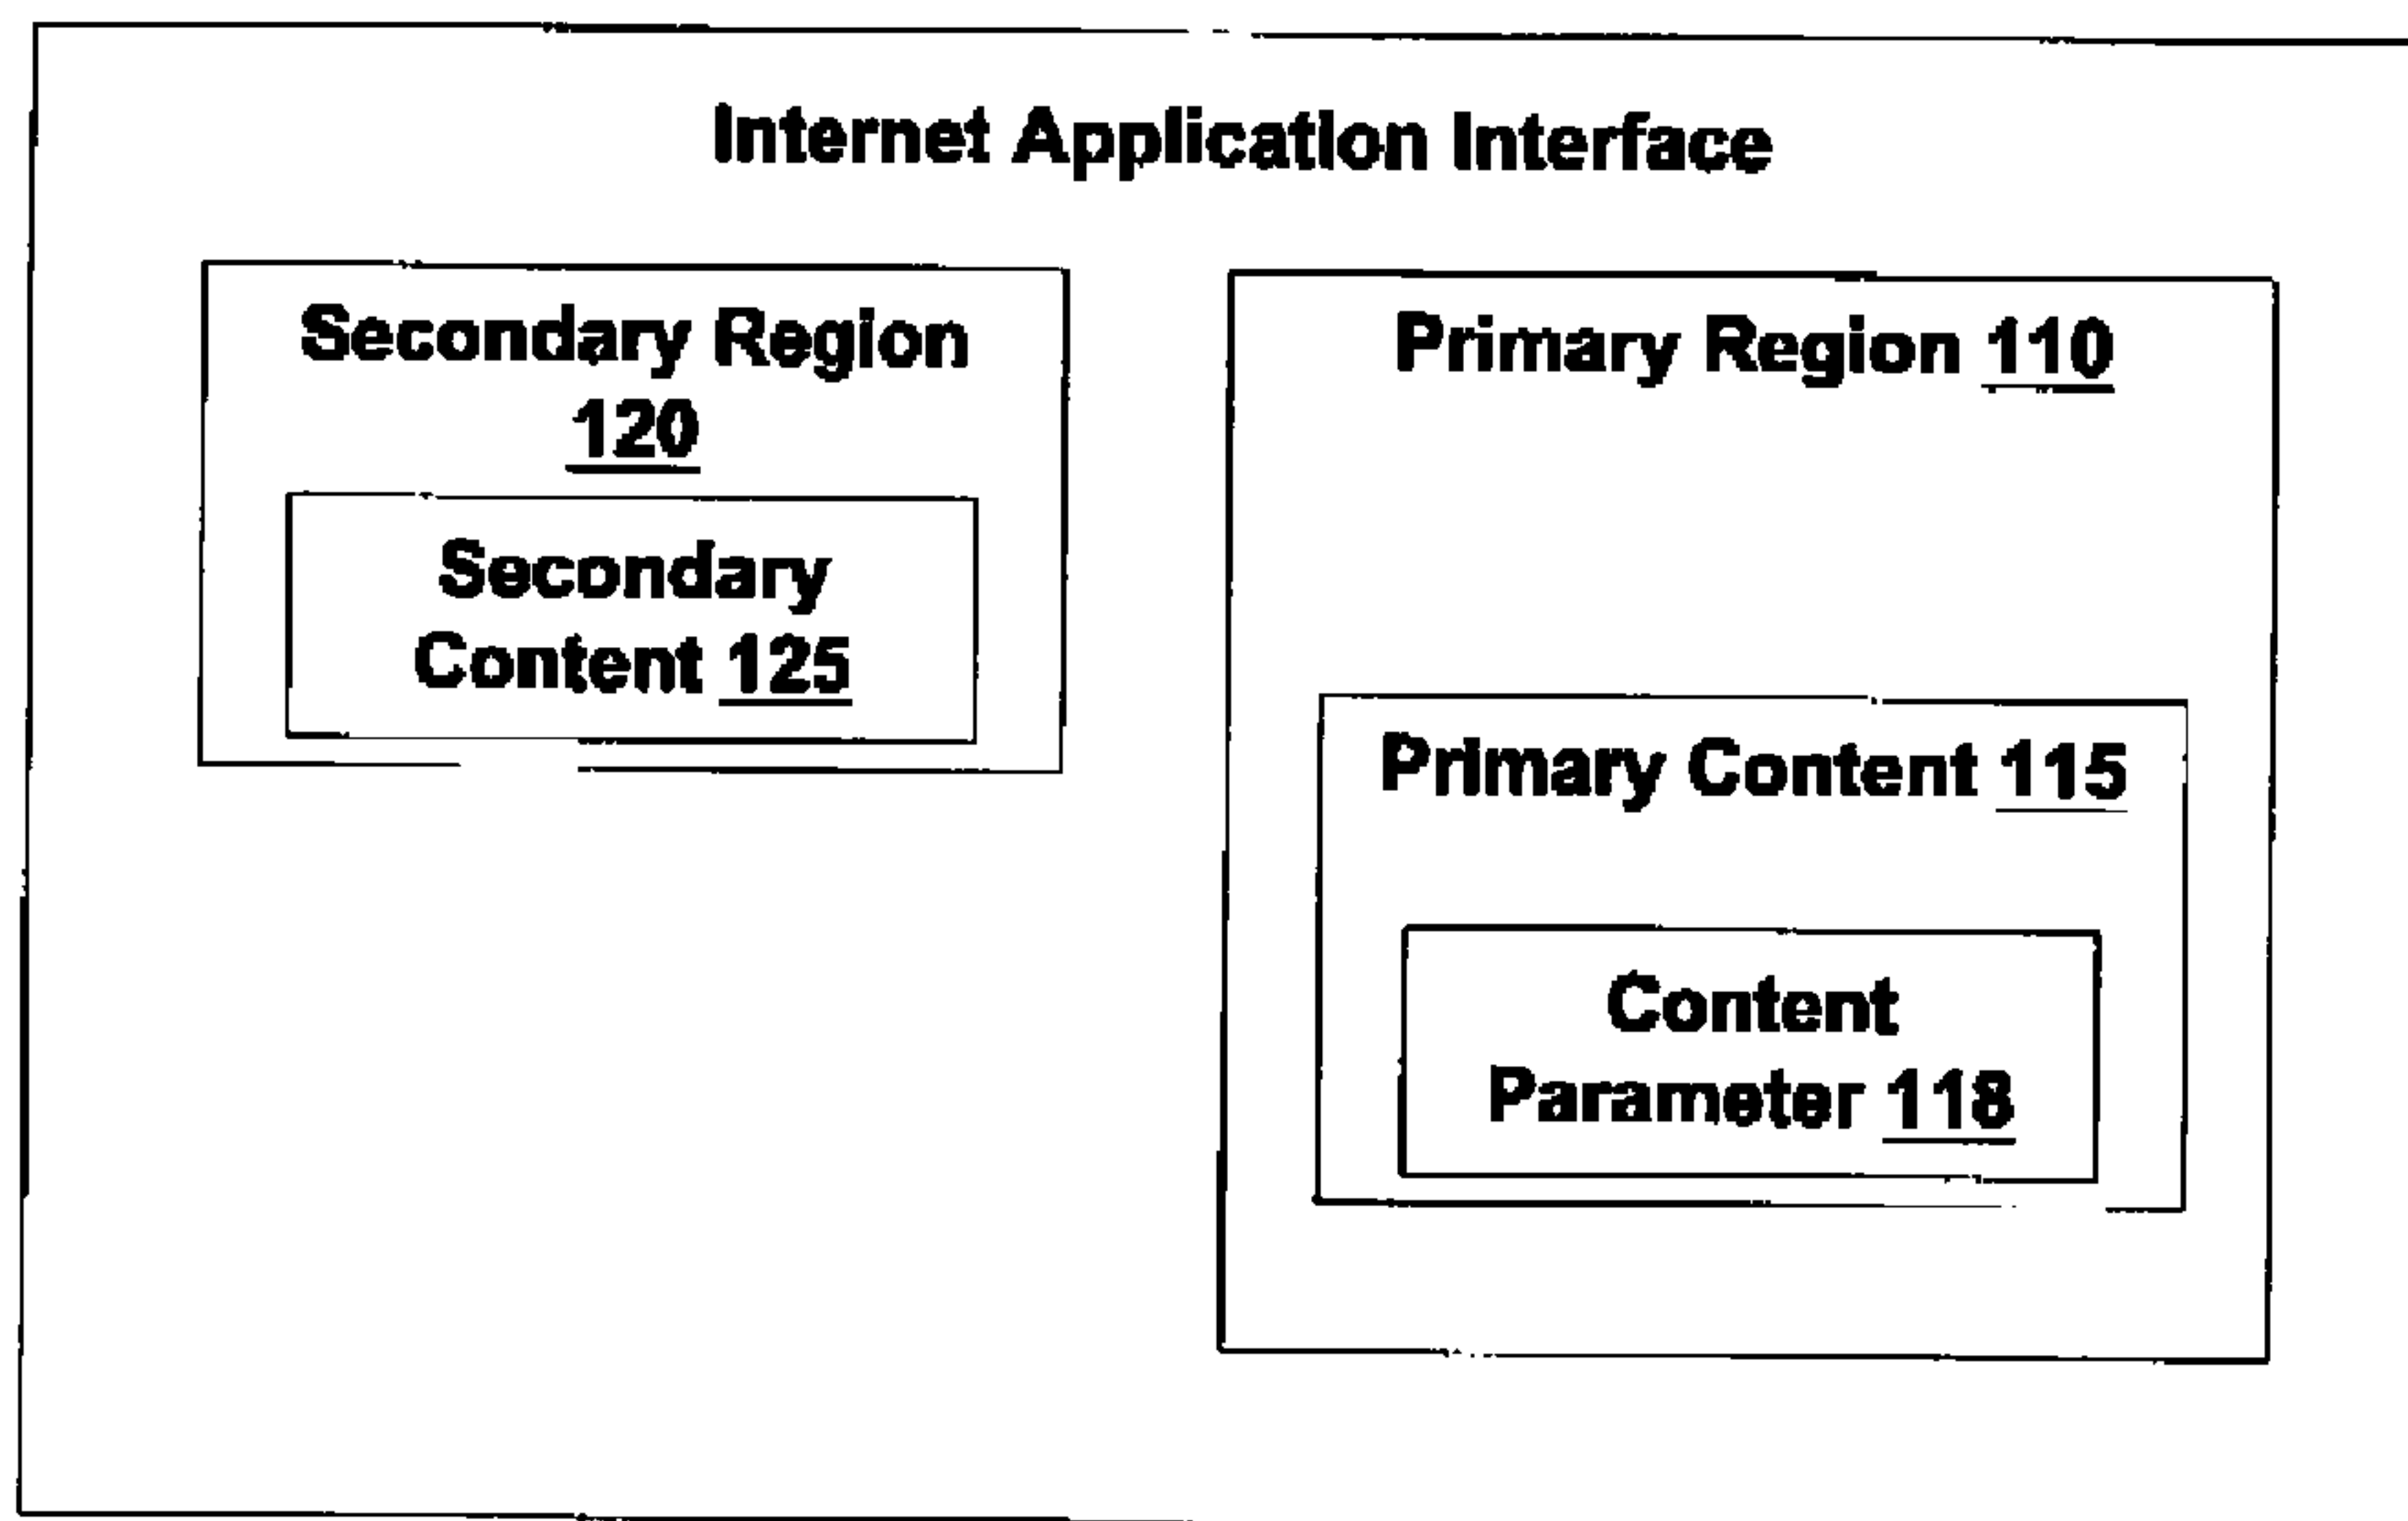 Internet Application Interface
Secondary Region
120
Secondary
Content 125
Primary Region 110
Primary Content 115
Content
Parameter 118